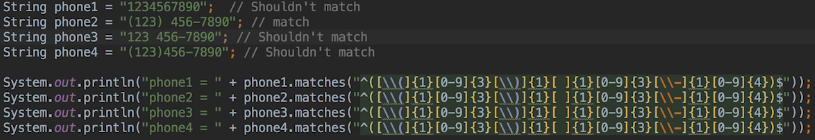 String phone1 = "1234567890";  // Shouldn't match
String phone2 = "(123) 456-7890"; // match
String phone3 = "123 456-7890"; // Shouldn't match
String phone4 = "(123)456-7890"; // Shouldn't match

System.out.println("phone1 = " + phone1.matches("^([\\(]{1}[0-9]{3}[\\)]{1}[ ]{1}[0-9]{3}[\\-]{1}[0-9]{4})$"));
System.out.println("phone2 = " + phone2.matches("^([\\(]{1}[0-9]{3}[\\)]{1}[ ]{1}[0-9]{3}[\\-]{1}[0-9]{4})$"));
System.out.println("phone3 = " + phone3.matches("^([\\(]{1}[0-9]{3}[\\)]{1}[ ]{1}[0-9]{3}[\\-]{1}[0-9]{4})$"));
System.out.println("phone4 = " + phone4.matches("^([\\(]{1}[0-9]{3}[\\)]{1}[ ]{1}[0-9]{3}[\\-]{1}[0-9]{4})$"));